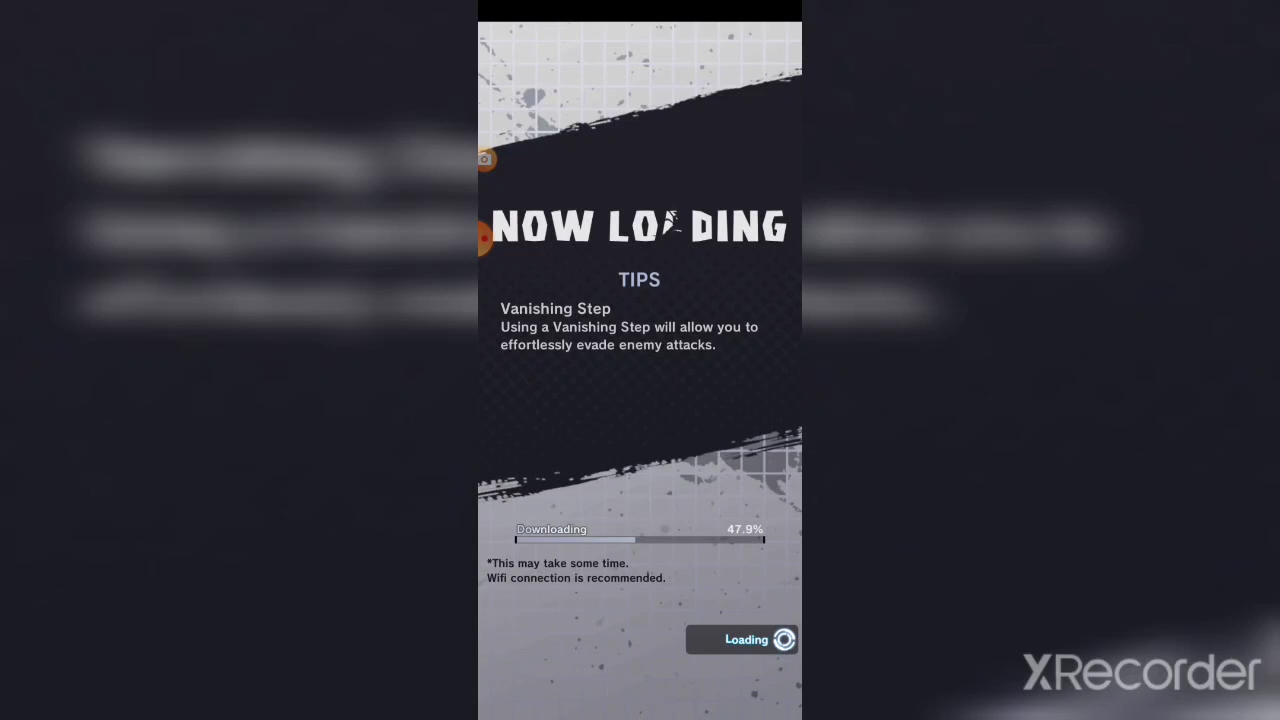 NOW LOADING
TIPS
Vanishing Step
Using a Vanishing Step will allow you to
effortlessly evade enemy attacks.
Downloading 47.9%
*This may take some time.
Wifi connection is recommended.
Loading
XRecorder